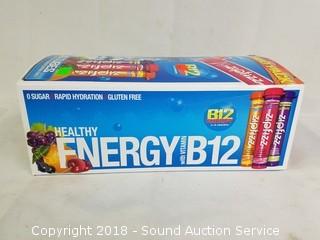 0 SUGAR RAPID HYDRATION GLUTEN FREE
B12
HEALTHY
ENERGY with VITAMIN B12
zipfizz
zipfizz
zipfizz
Copyright 2018 - Sound Auction Service